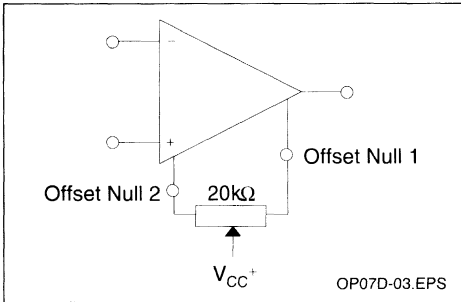 −
+
Offset Null 1
Offset Null 2
20kΩ
VCC+
OP07D-03.EPS